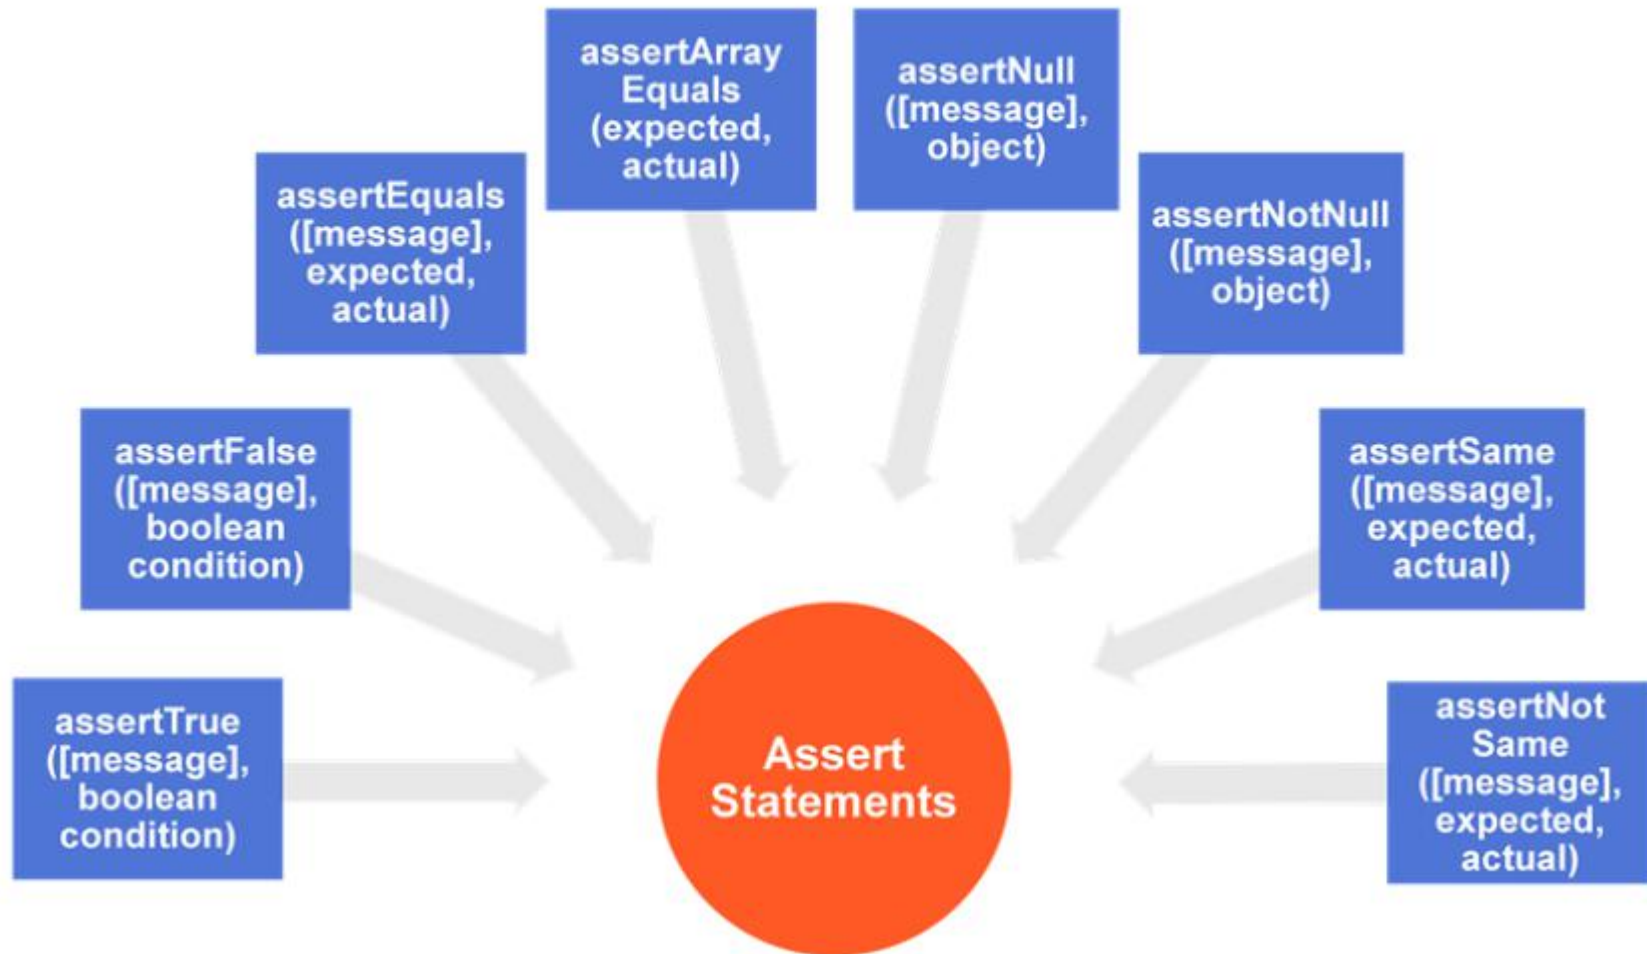 assertArray
Equals
(expected,
actual)
assertNull
([message],
object)
assertEquals
([message],
expected,
actual)
assertNotNull
([message],
object)
assertFalse
([message],
boolean
condition)
assertSame
([message],
expected,
actual)
assertTrue
([message],
boolean
condition)
Assert
Statements
assertNot
Same
([message],
expected,
actual)